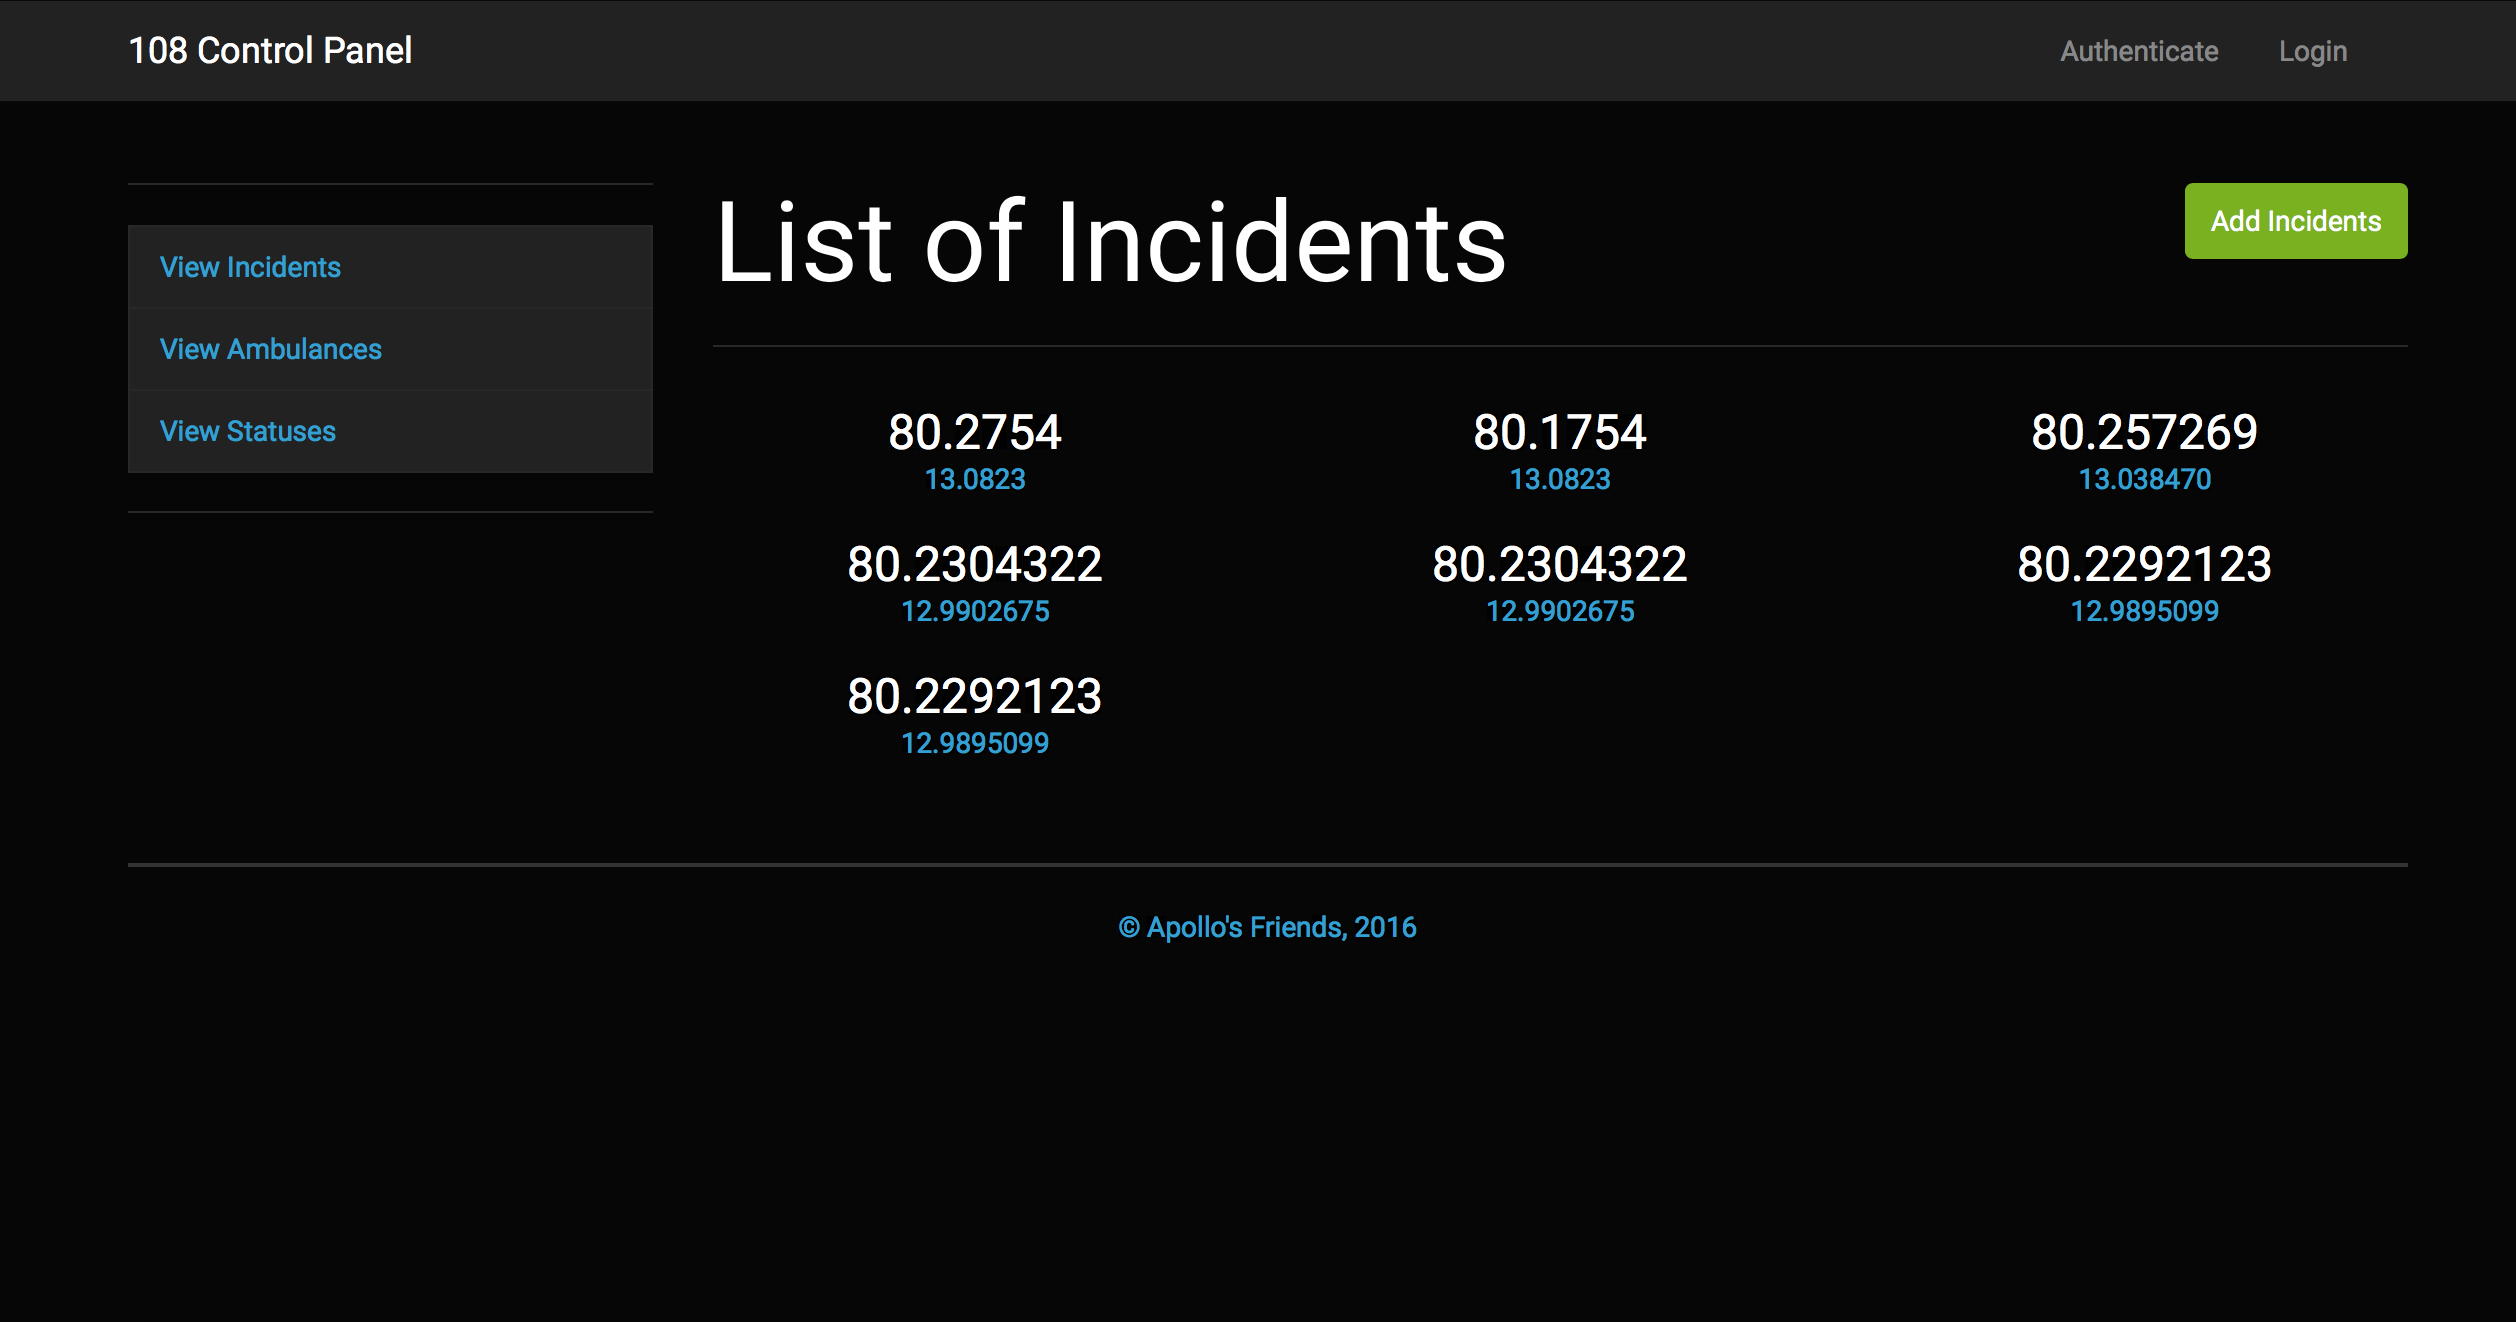 108 Control Panel
Authenticate Login
View Incidents
View Ambulances
View Statuses
List of Incidents
Add Incidents
80.2754
13.0823
80.1754
13.0823
80.257269
13.038470
80.2304322
12.9902675
80.2304322
12.9902675
80.2292123
12.9895099
80.2292123
12.9895099
© Apollo's Friends, 2016